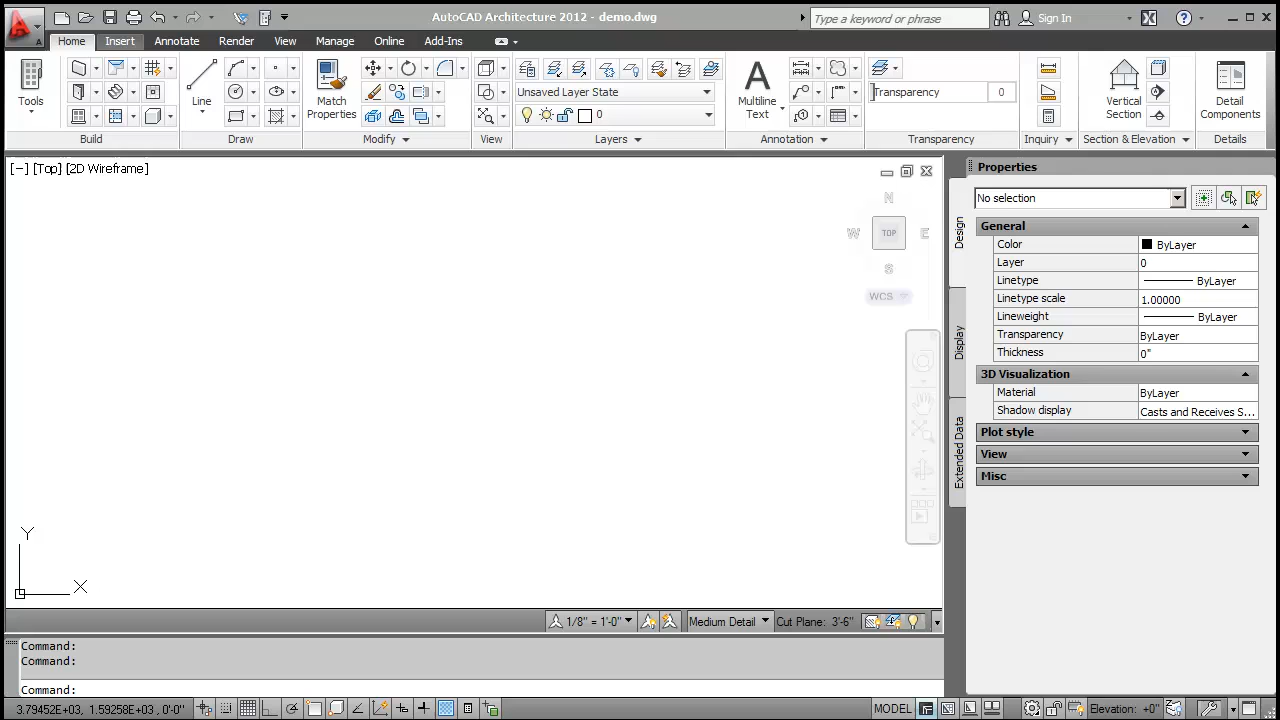 AutoCAD Architecture 2012 - demo.dwg
Type a keyword or phrase
Sign In
Home Insert Annotate Render View Manage Online Add-Ins
Tools
Line
Match Properties
Unsaved Layer State
0
Multiline Text
Transparency 0
Vertical Section
Detail Components
Build Draw Modify View Layers Annotation Transparency Inquiry Section & Elevation Details
[−] [Top] [2D Wireframe]
N
W TOP E
S
WCS
Y
X
Properties
No selection
Design
Display
Extended Data
General
Color ByLayer
Layer 0
Linetype ByLayer
Linetype scale 1.00000
Lineweight ByLayer
Transparency ByLayer
Thickness 0"
3D Visualization
Material ByLayer
Shadow display Casts and Receives S...
Plot style
View
Misc
1/8" = 1'-0" Medium Detail Cut Plane: 3'-6"
Command:
Command:
Command:
3.79452E+03, 1.59258E+03, 0'-0" MODEL Elevation: +0"